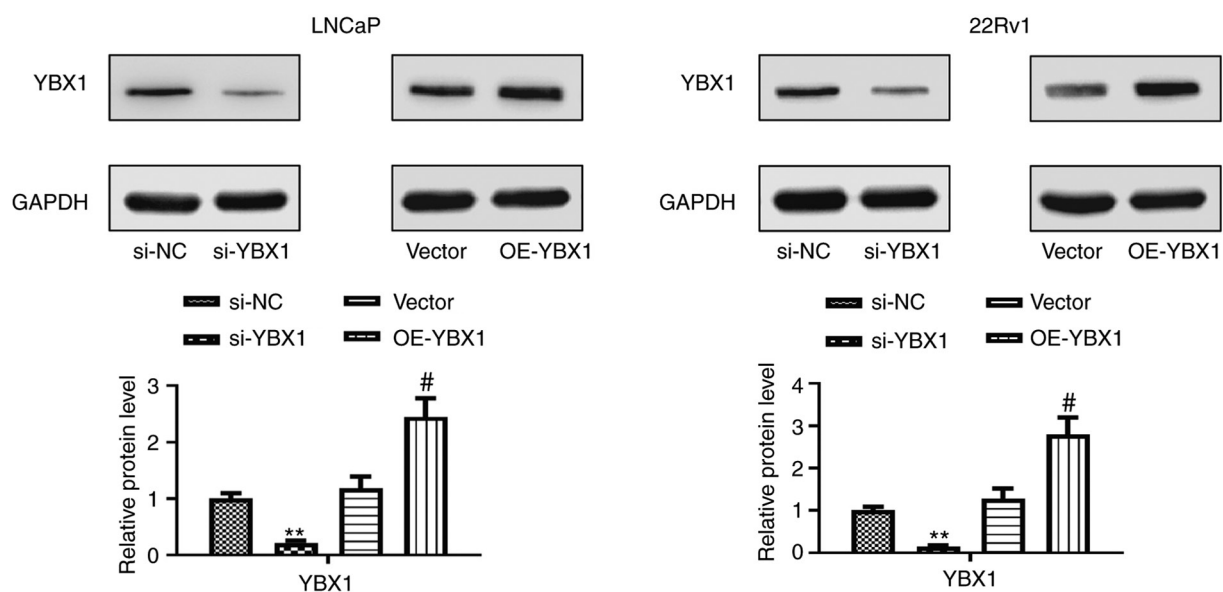 LNCaP
YBX1
GAPDH
si-NC si-YBX1 Vector OE-YBX1
si-NC Vector
si-YBX1 OE-YBX1
Relative protein level
3
2
1
0
**
#
YBX1
22Rv1
YBX1
GAPDH
si-NC si-YBX1 Vector OE-YBX1
si-NC Vector
si-YBX1 OE-YBX1
Relative protein level
4
3
2
1
0
**
#
YBX1